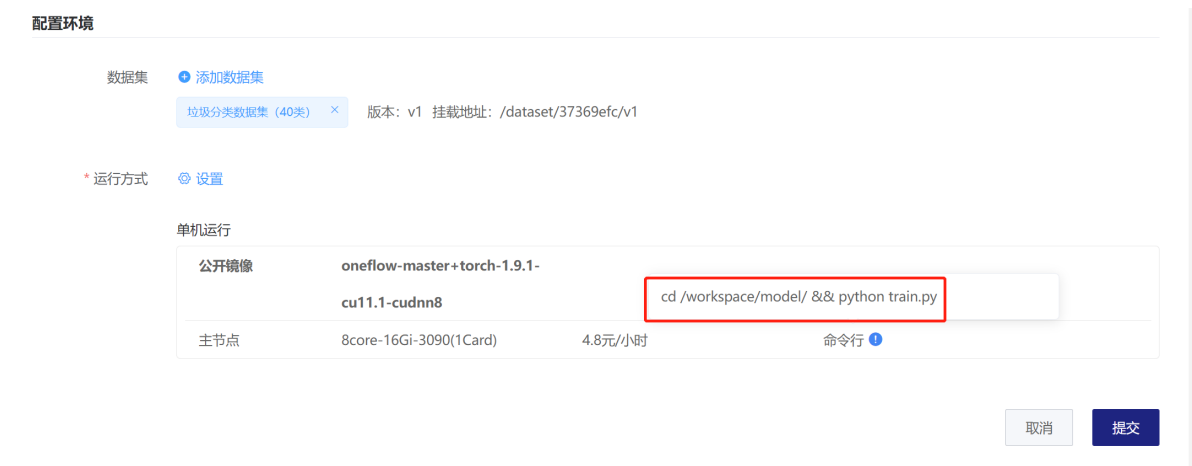 配置环境
数据集 添加数据集
垃圾分类数据集（40类） × 版本：v1 挂载地址：/dataset/37369efc/v1
* 运行方式 设置
单机运行
公开镜像 oneflow-master+torch-1.9.1-
cu11.1-cudnn8
cd /workspace/model/ && python train.py
主节点 8core-16Gi-3090(1Card) 4.8元/小时 命令行
取消 提交